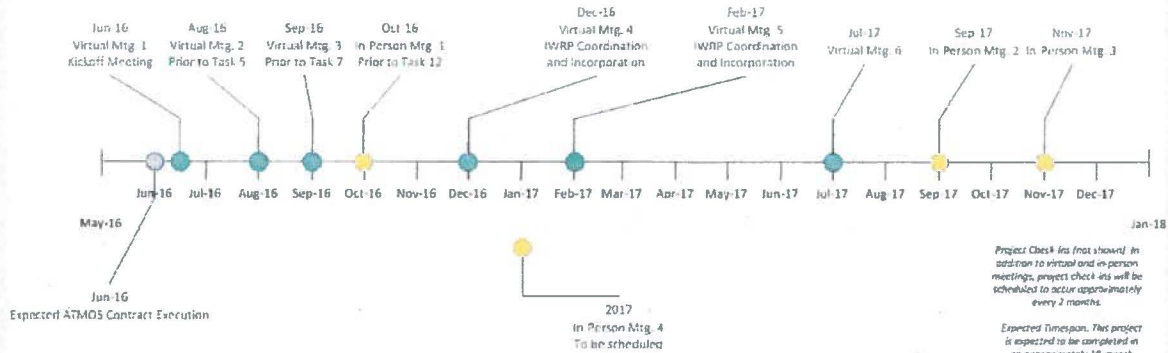 Jun-16
Virtual Mtg. 1
Kickoff Meeting
Aug-16
Virtual Mtg. 2
Prior to Task 5
Sep-16
Virtual Mtg. 3
Prior to Task 7
Oct-16
In Person Mtg. 1
Prior to Task 12
Dec-16
Virtual Mtg. 4
IWRP Coordination
and Incorporation
Feb-17
Virtual Mtg. 5
IWRP Coordination
and Incorporation
Jul-17
Virtual Mtg. 6
Sep-17
In Person Mtg. 2
Nov-17
In Person Mtg. 3
Jun-16 Jul-16 Aug-16 Sep-16 Oct-16 Nov-16 Dec-16 Jan-17 Feb-17 Mar-17 Apr-17 May-17 Jun-17 Jul-17 Aug-17 Sep-17 Oct-17 Nov-17 Dec-17
May-16
Jan-18
Jun-16
Expected ATMOS Contract Execution
2017
In Person Mtg. 4
To be scheduled
Project Check-Ins (not shown). In
addition to virtual and in-person
meetings, project check-ins will be
scheduled to occur approximately
every 2 months.
Expected Timespan. This project
is expected to be completed in